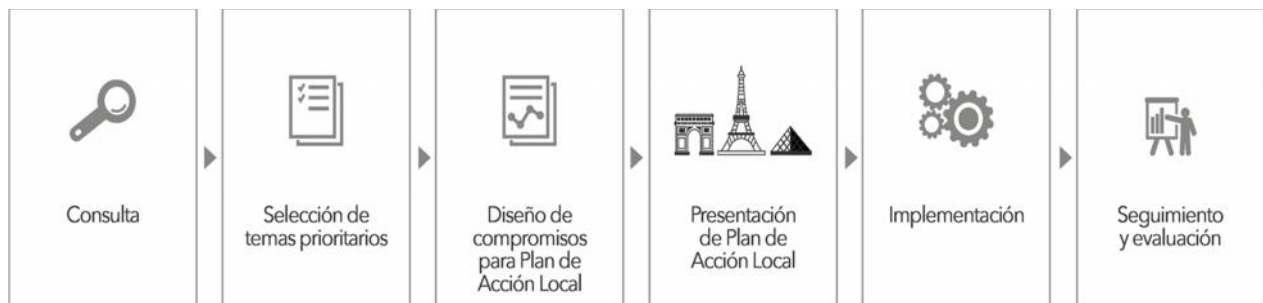 Consulta
Selección de
temas prioritarios
Diseño de
compromisos
para Plan de
Acción Local
Presentación
de Plan de
Acción Local
Implementación
Seguimiento
y evaluación